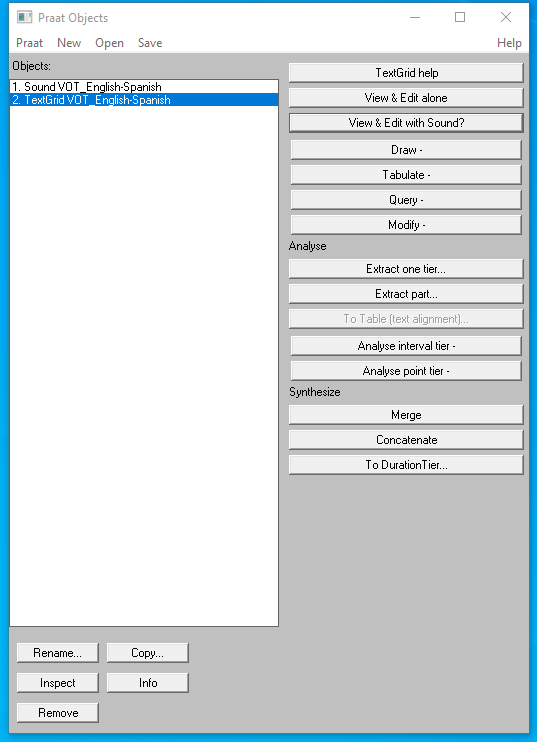 Praat Objects
Praat New Open Save Help
Objects:
1. Sound VOT_English-Spanish
2. TextGrid VOT_English-Spanish
TextGrid help
View & Edit alone
View & Edit with Sound?
Draw -
Tabulate -
Query -
Modify -
Analyse
Extract one tier...
Extract part...
To Table (text alignment)...
Analyse interval tier -
Analyse point tier -
Synthesize
Merge
Concatenate
To DurationTier...
Rename... Copy...
Inspect Info
Remove